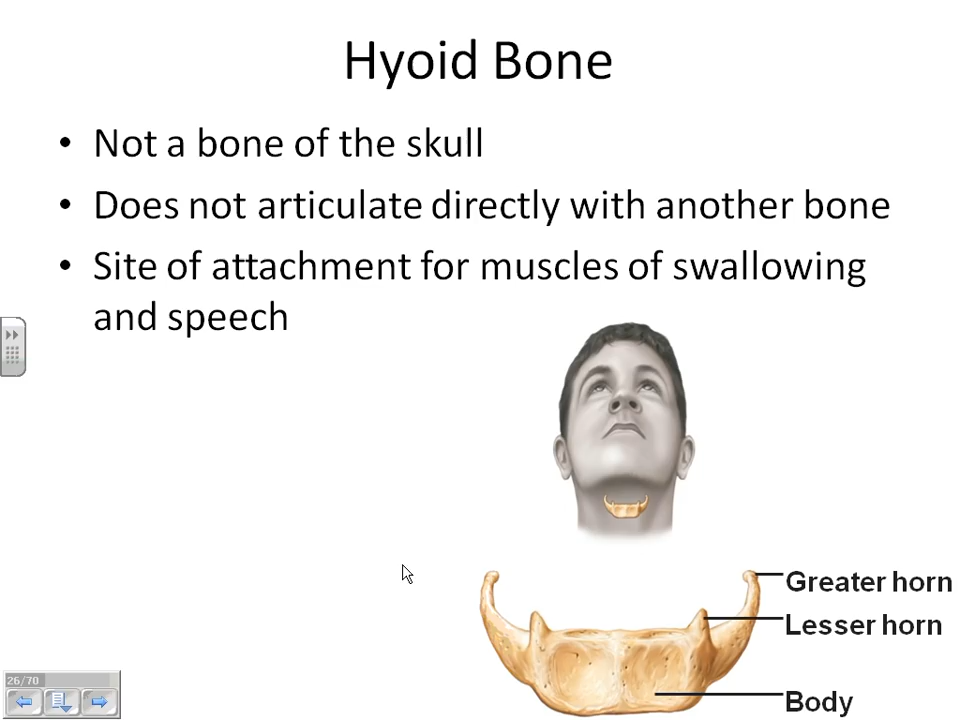 Hyoid Bone
• Not a bone of the skull
• Does not articulate directly with another bone
• Site of attachment for muscles of swallowing
and speech
Greater horn
Lesser horn
Body
26/70